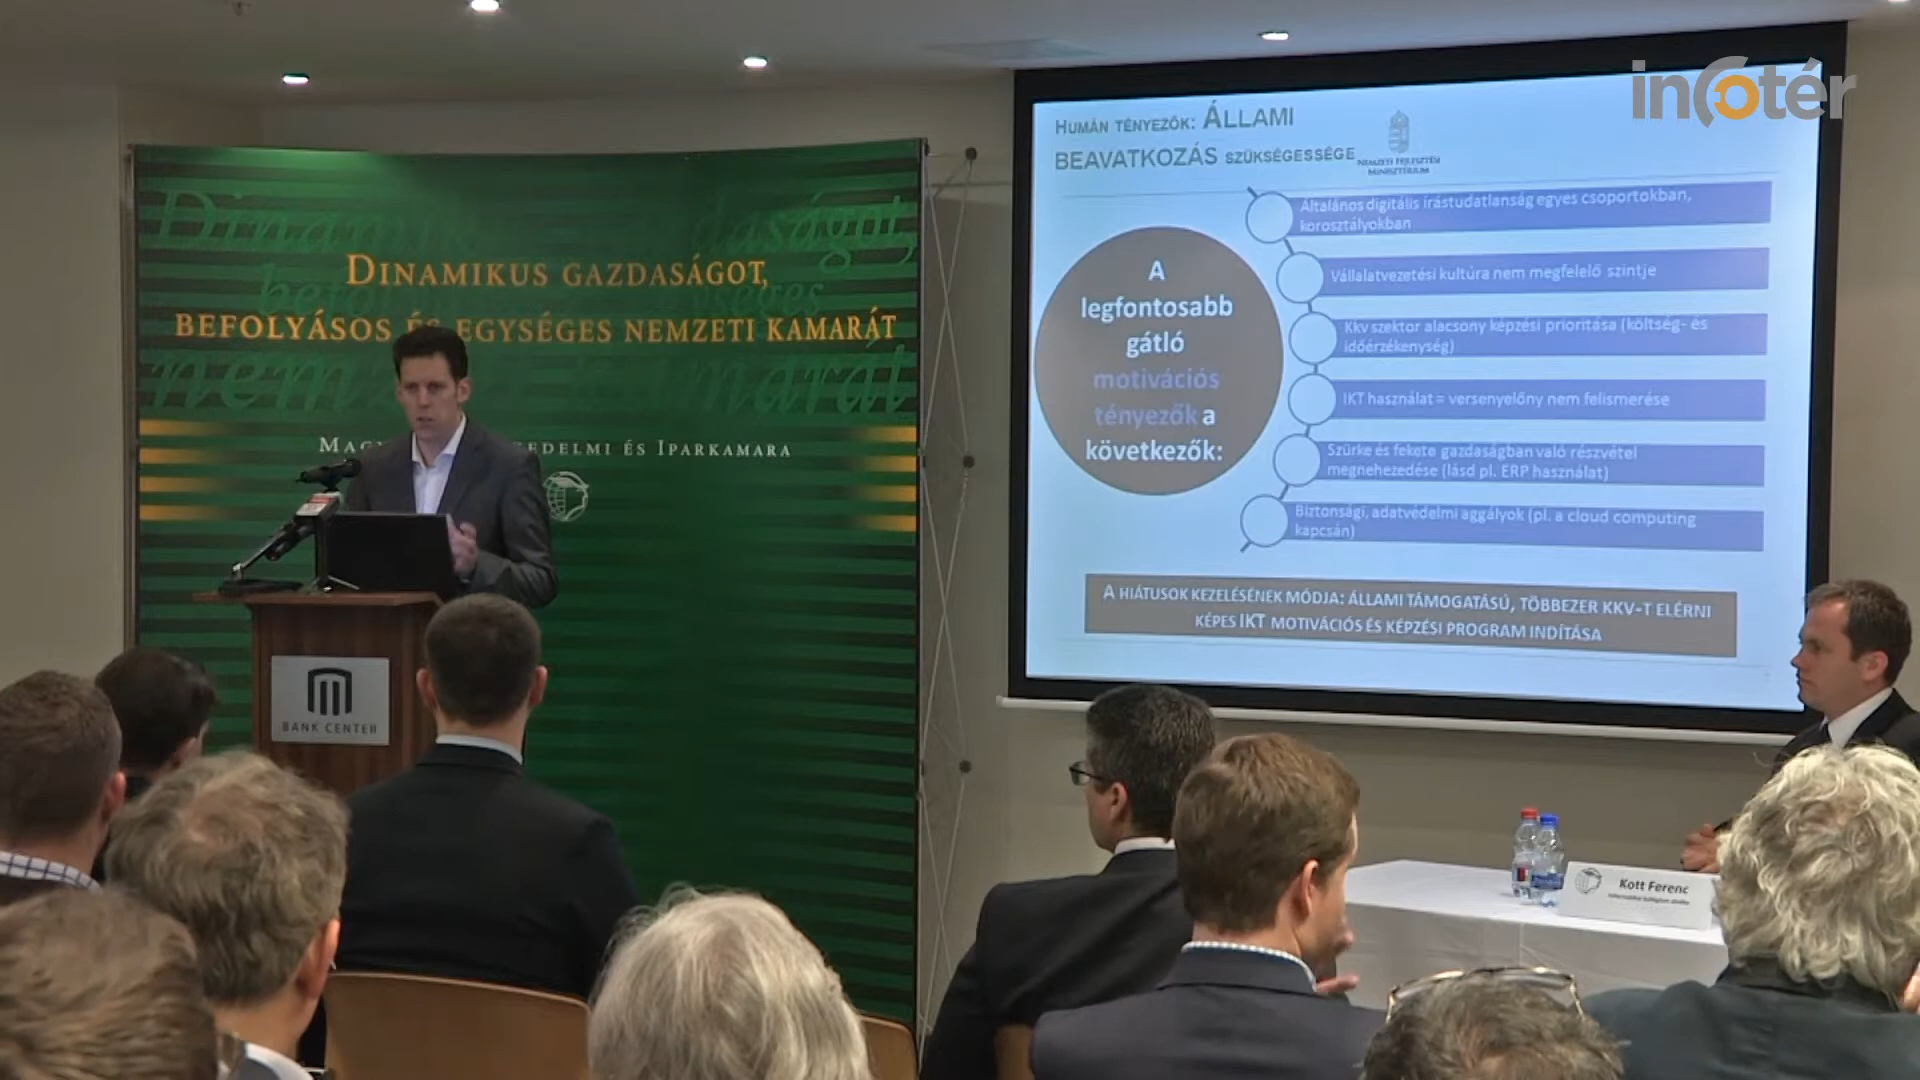 infotér
DINAMIKUS GAZDASÁGOT,
BEFOLYÁSOS ÉS EGYSÉGES NEMZETI KAMARÁT
MAGY EDELMI ÉS IPARKAMARA
BANK CENTER
HUMÁN TÉNYEZŐK: ÁLLAMI
BEAVATKOZÁS SZÜKSÉGESSÉGE
NEMZETI FEJLESZTÉSI
MINISZTÉRIUM
A
legfontosabb
gátló
motivációs
tényezők a
következők:
Általános digitális írástudatlanság egyes csoportokban,
korosztályokban
Vállalatvezetési kultúra nem megfelelő szintje
Kkv szektor alacsony képzési prioritása (költség- és
időérzékenység)
IKT használat = versenyelőny nem felismerése
Szürke és fekete gazdaságban való részvétel
megnehezedése (lásd pl. ERP használat)
Biztonsági, adatvédelmi aggályok (pl. a cloud computing
kapcsán)
A HIÁTUSOK KEZELÉSÉNEK MÓDJA: ÁLLAMI TÁMOGATÁSÚ, TÖBBEZER KKV-T ELÉRNI
KÉPES IKT MOTIVÁCIÓS ÉS KÉPZÉSI PROGRAM INDÍTÁSA
Kott Ferenc